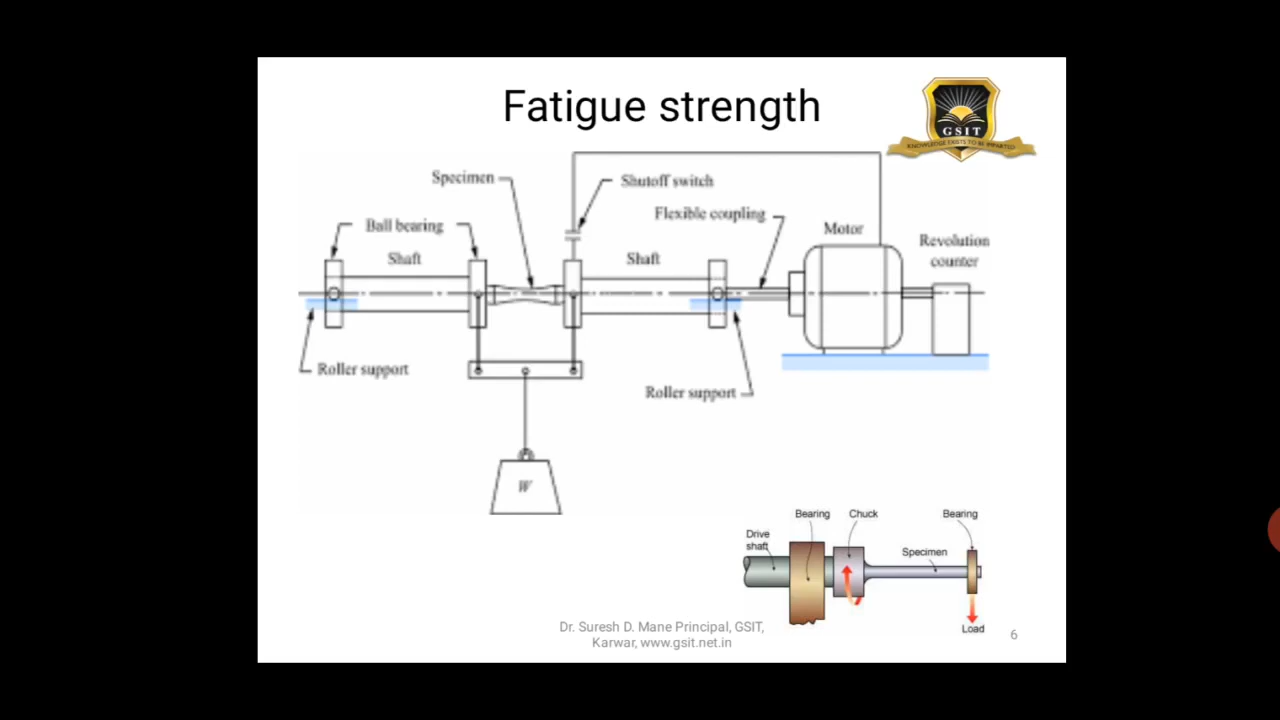 Fatigue strength
GSIT
KNOWLEDGE EXISTS TO BE IMPARTED
Specimen
Shutoff switch
Flexible coupling
Ball bearing
Motor
Revolution
counter
Shaft
Shaft
Roller support
Roller support
W
Bearing
Chuck
Bearing
Drive
shaft
Specimen
Load
Dr. Suresh D. Mane Principal, GSIT,
Karwar, www.gsit.net.in
6